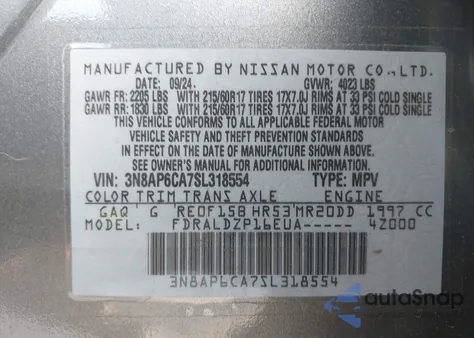 MANUFACTURED BY NISSAN MOTOR CO.,LTD.
DATE: 09/24 GVWR: 4023 LBS
GAWR FR: 2205 LBS WITH 215/60R17 TIRES 17X7.0J RIMS AT 33 PSI COLD SINGLE
GAWR RR: 1830 LBS WITH 215/60R17 TIRES 17X7.0J RIMS AT 33 PSI COLD SINGLE
THIS VEHICLE CONFORMS TO ALL APPLICABLE FEDERAL MOTOR
VEHICLE SAFETY AND THEFT PREVENTION STANDARDS
IN EFFECT ON THE DATE OF MANUFACTURE SHOWN ABOVE.
SEE OWNER'S MANUAL FOR ADDITIONAL INFORMATION.
VIN: 3N8AP6CA7SL318554 TYPE: MPV
COLOR TRIM TRANS AXLE ENGINE
GAQ G RE0F15B HR53 MR20DD 1997 CC
MODEL: FDRALDZP16EUA----- 4Z000
3N8AP6CA7SL318554
autoSnap